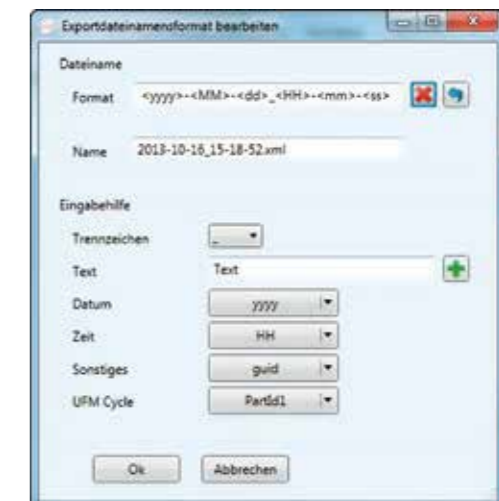 Exportdateinamensformat bearbeiten
Dateiname
Format <yyyy>-<MM>-<dd>_<HH>-<mm>-<ss>
Name 2013-10-16_15-18-52.xml
Eingabehilfe
Trennzeichen _
Text Text
Datum yyyy
Zeit HH
Sonstiges guid
UFM Cycle PartId1
Ok Abbrechen